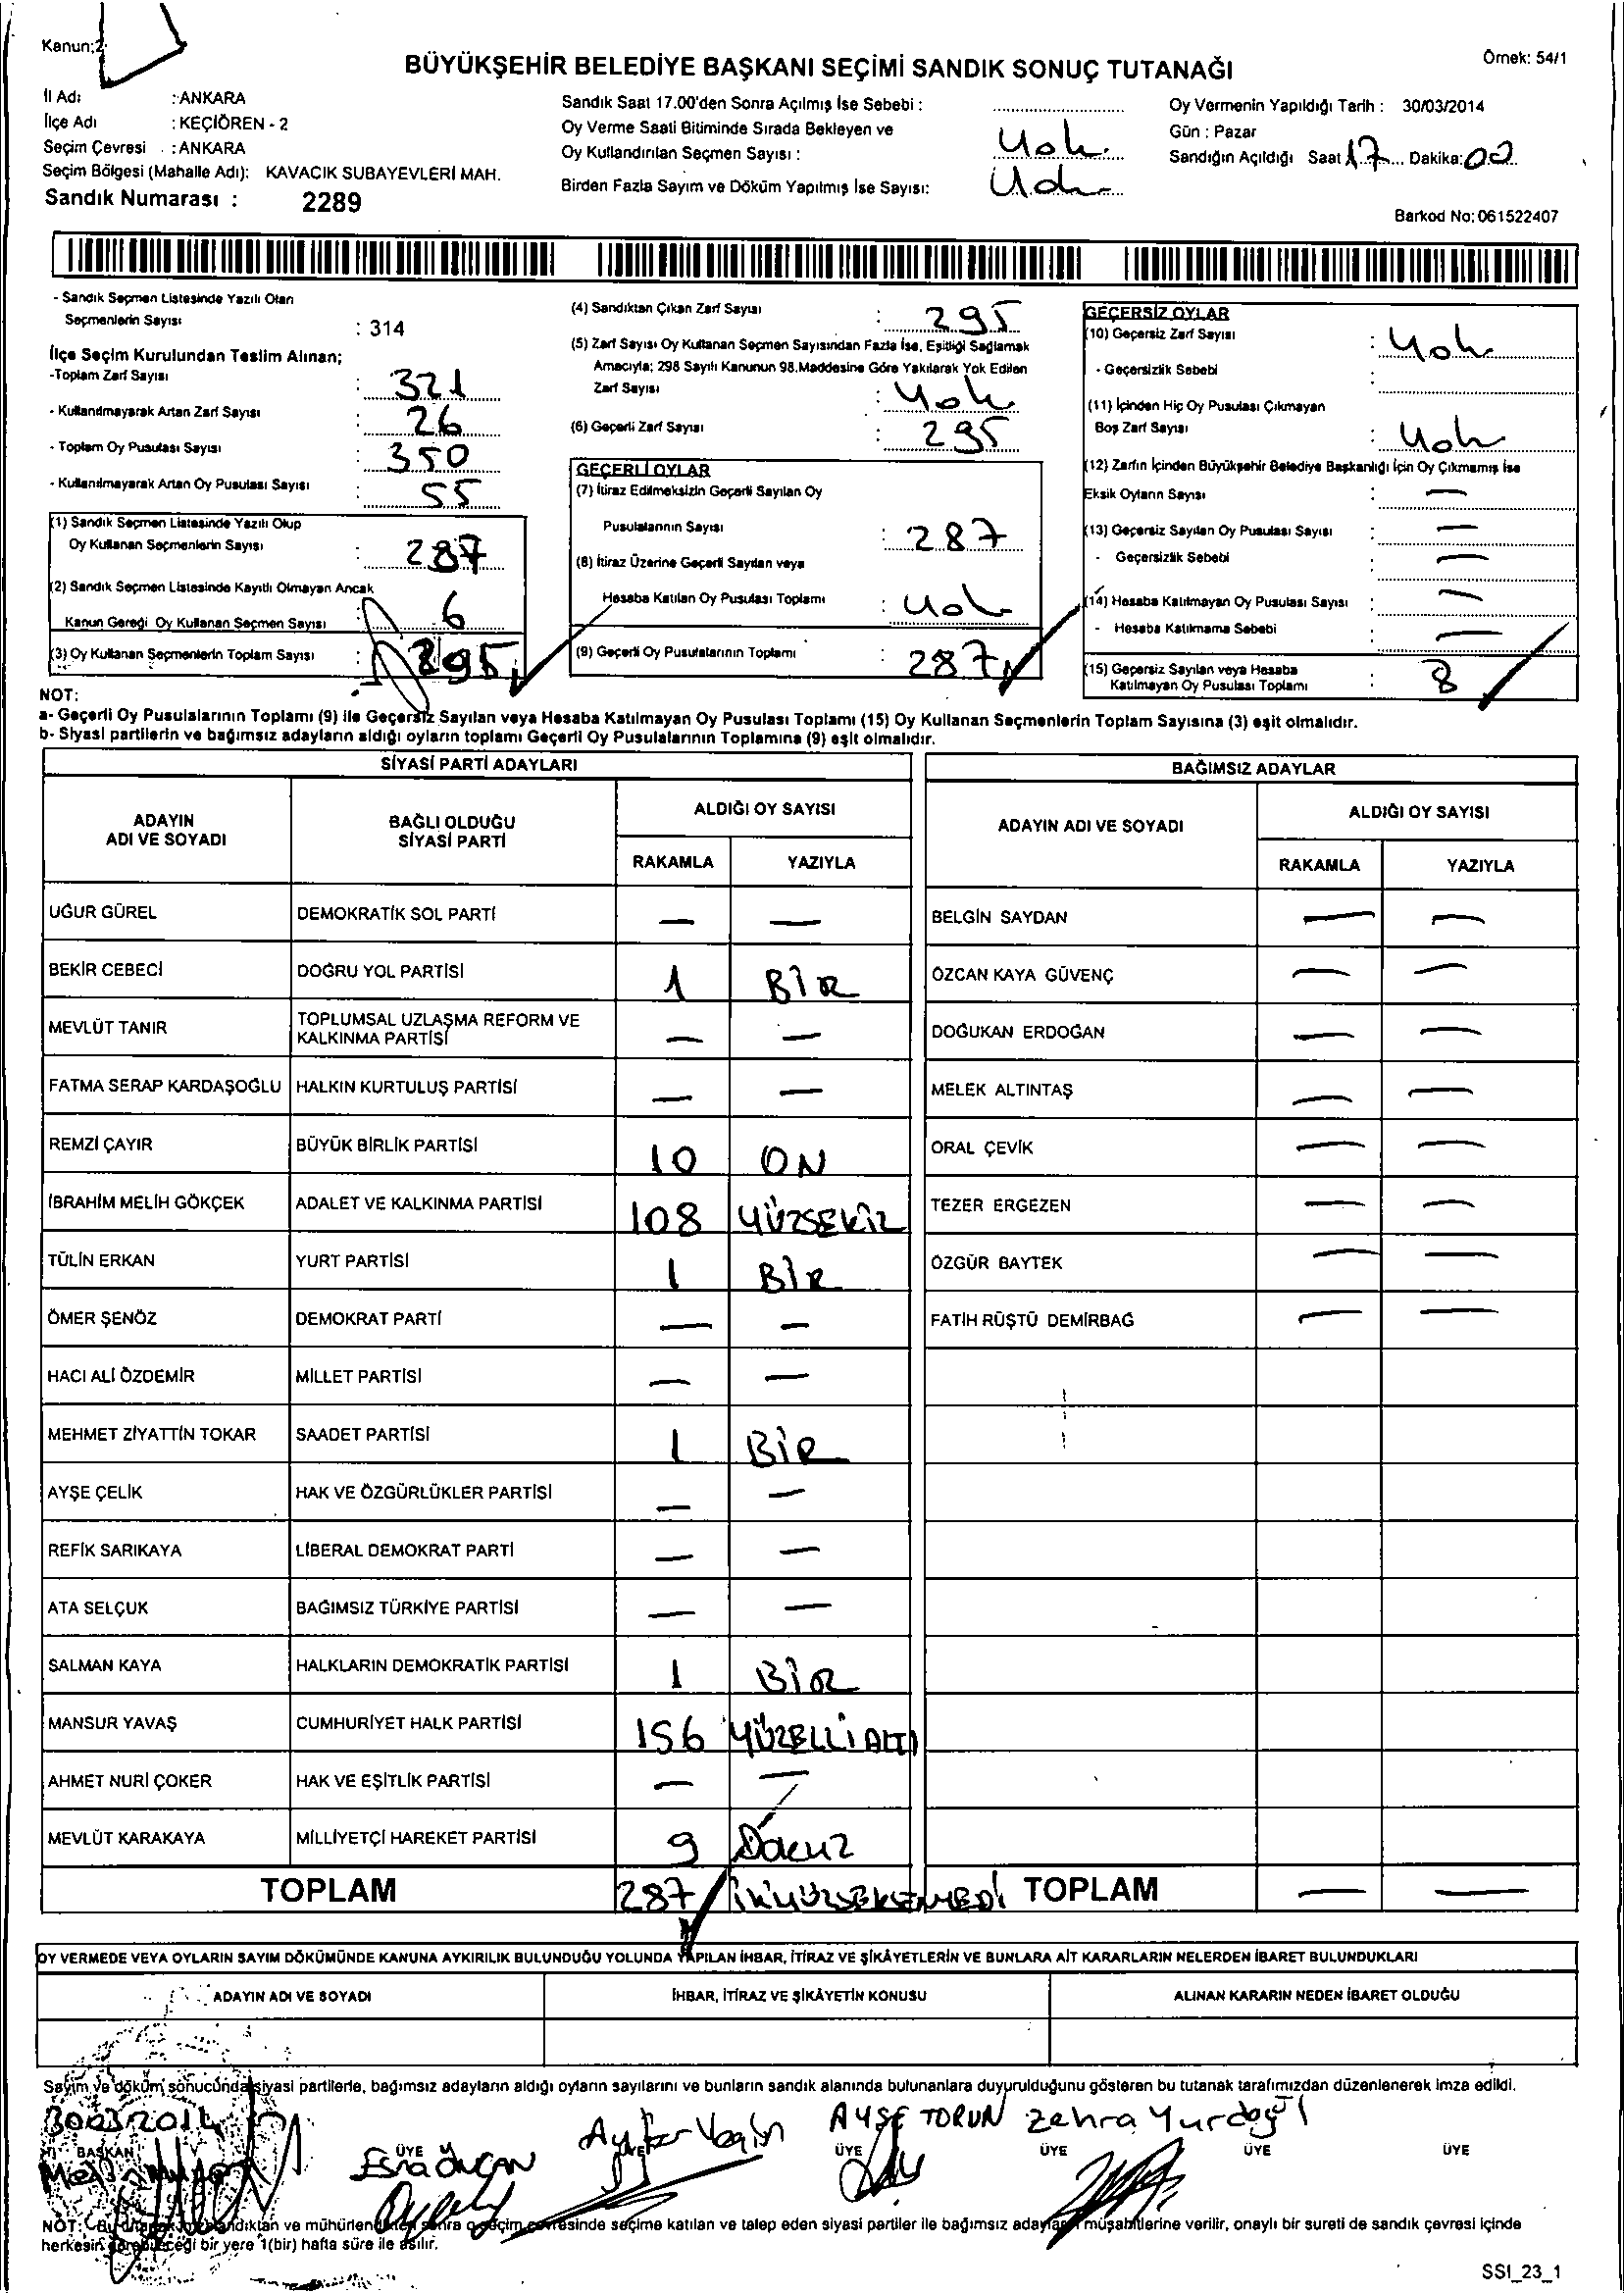 Kanun:2
Örnek: 54/1
BÜYÜKŞEHİR BELEDİYE BAŞKANI SEÇİMİ SANDIK SONUÇ TUTANAĞI
İl Adı : ANKARA
İlçe Adı : KEÇİÖREN - 2
Seçim Çevresi : ANKARA
Seçim Bölgesi (Mahalle Adı): KAVACIK SUBAYEVLERİ MAH.
Sandık Numarası : 2289
Sandık Saat 17.00'den Sonra Açılmış İse Sebebi :
Oy Verme Saati Bitiminde Sırada Bekleyen ve
Oy Kullandırılan Seçmen Sayısı : Yok
Birden Fazla Sayım ve Döküm Yapılmış İse Sayısı: Yok
Oy Vermenin Yapıldığı Tarih : 30/03/2014
Gün : Pazar
Sandığın Açıldığı Saat 17 Dakika: 00
Barkod No: 061522407
- Sandık Seçmen Listesinde Yazılı Olan
Seçmenlerin Sayısı : 314
İlçe Seçim Kurulundan Teslim Alınan;
-Toplam Zarf Sayısı : 321
- Kullanılmayarak Artan Zarf Sayısı : 26
- Toplam Oy Pusulası Sayısı : 350
- Kullanılmayarak Artan Oy Pusulası Sayısı : 55
(1) Sandık Seçmen Listesinde Yazılı Olup
Oy Kullanan Seçmenlerin Sayısı : 287
(2) Sandık Seçmen Listesinde Kayıtlı Olmayan Ancak
Kanun Gereği Oy Kullanan Seçmen Sayısı : 6
(3) Oy Kullanan Seçmenlerin Toplam Sayısı : 295
(4) Sandıktan Çıkan Zarf Sayısı : 295
(5) Zarf Sayısı Oy Kullanan Seçmen Sayısından Fazla İse, Eşitliği Sağlamak
Amacıyla; 298 Sayılı Kanunun 98.Maddesine Göre Yakılarak Yok Edilen
Zarf Sayısı : Yok
(6) Geçerli Zarf Sayısı : 295
GEÇERLİ OYLAR
(7) İtiraz Edilmeksizin Geçerli Sayılan Oy
Pusulalarının Sayısı : 287
(8) İtiraz Üzerine Geçerli Sayılan veya
Hesaba Katılan Oy Pusulası Toplamı : Yok
(9) Geçerli Oy Pusulalarının Toplamı : 287
GEÇERSİZ OYLAR
(10) Geçersiz Zarf Sayısı : Yok
- Geçersizlik Sebebi :
(11) İçinden Hiç Oy Pusulası Çıkmayan
Boş Zarf Sayısı : Yok
(12) Zarfın İçinden Büyükşehir Belediye Başkanlığı İçin Oy Çıkmamış İse
Eksik Oyların Sayısı : —
(13) Geçersiz Sayılan Oy Pusulası Sayısı : —
- Geçersizlik Sebebi : —
(14) Hesaba Katılmayan Oy Pusulası Sayısı : —
- Hesaba Katılmama Sebebi : —
(15) Geçersiz Sayılan veya Hesaba
Katılmayan Oy Pusulası Toplamı : 8
NOT:
a- Geçerli Oy Pusulalarının Toplamı (9) ile Geçersiz Sayılan veya Hesaba Katılmayan Oy Pusulası Toplamı (15) Oy Kullanan Seçmenlerin Toplam Sayısına (3) eşit olmalıdır.
b- Siyasi partilerin ve bağımsız adayların aldığı oyların toplamı Geçerli Oy Pusulalarının Toplamına (9) eşit olmalıdır.
SİYASİ PARTİ ADAYLARI
ADAYIN ADI VE SOYADI
BAĞLI OLDUĞU SİYASİ PARTİ
ALDIĞI OY SAYISI
RAKAMLA YAZIYLA
UĞUR GÜREL DEMOKRATİK SOL PARTİ — —
BEKİR CEBECİ DOĞRU YOL PARTİSİ 1 BİR
MEVLÜT TANIR TOPLUMSAL UZLAŞMA REFORM VE KALKINMA PARTİSİ — —
FATMA SERAP KARDAŞOĞLU HALKIN KURTULUŞ PARTİSİ — —
REMZİ ÇAYIR BÜYÜK BİRLİK PARTİSİ 10 ON
İBRAHİM MELİH GÖKÇEK ADALET VE KALKINMA PARTİSİ 108 YÜZSEKİZ
TÜLİN ERKAN YURT PARTİSİ 1 BİR
ÖMER ŞENÖZ DEMOKRAT PARTİ — —
HACI ALİ ÖZDEMİR MİLLET PARTİSİ — —
MEHMET ZİYATTİN TOKAR SAADET PARTİSİ 1 BİR
AYŞE ÇELİK HAK VE ÖZGÜRLÜKLER PARTİSİ — —
REFİK SARIKAYA LİBERAL DEMOKRAT PARTİ — —
ATA SELÇUK BAĞIMSIZ TÜRKİYE PARTİSİ — —
SALMAN KAYA HALKLARIN DEMOKRATİK PARTİSİ 1 BİR
MANSUR YAVAŞ CUMHURİYET HALK PARTİSİ 156 YÜZELLİALTI
AHMET NURİ ÇOKER HAK VE EŞİTLİK PARTİSİ — —
MEVLÜT KARAKAYA MİLLİYETÇİ HAREKET PARTİSİ 9 DOKUZ
TOPLAM 287 İKİYÜZSEKSENYEDİ
BAĞIMSIZ ADAYLAR
ADAYIN ADI VE SOYADI
ALDIĞI OY SAYISI
RAKAMLA YAZIYLA
BELGİN SAYDAN — —
ÖZCAN KAYA GÜVENÇ — —
DOĞUKAN ERDOĞAN — —
MELEK ALTINTAŞ — —
ORAL ÇEVİK — —
TEZER ERGEZEN — —
ÖZGÜR BAYTEK — —
FATİH RÜŞTÜ DEMİRBAĞ — —
TOPLAM — —
OY VERMEDE VEYA OYLARIN SAYIM DÖKÜMÜNDE KANUNA AYKIRILIK BULUNDUĞU YOLUNDA YAPILAN İHBAR, İTİRAZ VE ŞİKÂYETLERİN VE BUNLARA AİT KARARLARIN NELERDEN İBARET BULUNDUKLARI
ADAYIN ADI VE SOYADI İHBAR, İTİRAZ VE ŞİKÂYETİN KONUSU ALINAN KARARIN NEDEN İBARET OLDUĞU
Sayım ve döküm sonucunda siyasi partilerle, bağımsız adayların aldığı oyların sayılarını ve bunların sandık alanında bulunanlara duyurulduğunu gösteren bu tutanak tarafımızdan düzenlenerek imza edildi.
30032014
AYŞE TORUN Zehra Yurdagül
BAŞKAN ÜYE ÜYE ÜYE ÜYE ÜYE ÜYE
Esra
NOT: Bu tutanak imzalandıktan ve mühürlendikten sonra o seçim çevresinde seçime katılan ve talep eden siyasi partiler ile bağımsız adayların müşahitlerine verilir, onaylı bir sureti de sandık çevresi içinde
herkesin görebileceği bir yere 1(bir) hafta süre ile asılır.
SSI_23_1